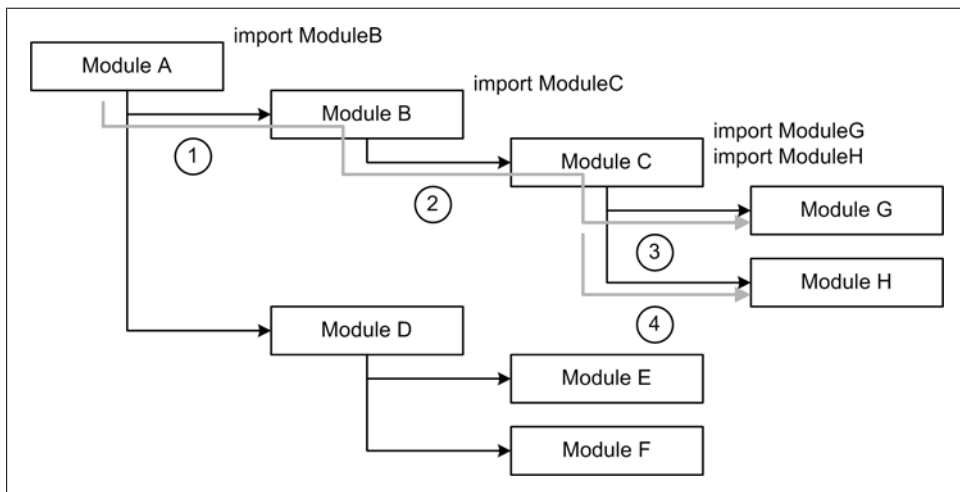 import ModuleB
Module A
import ModuleC
Module B
1
import ModuleG
import ModuleH
Module C
2
Module G
3
Module H
4
Module D
Module E
Module F